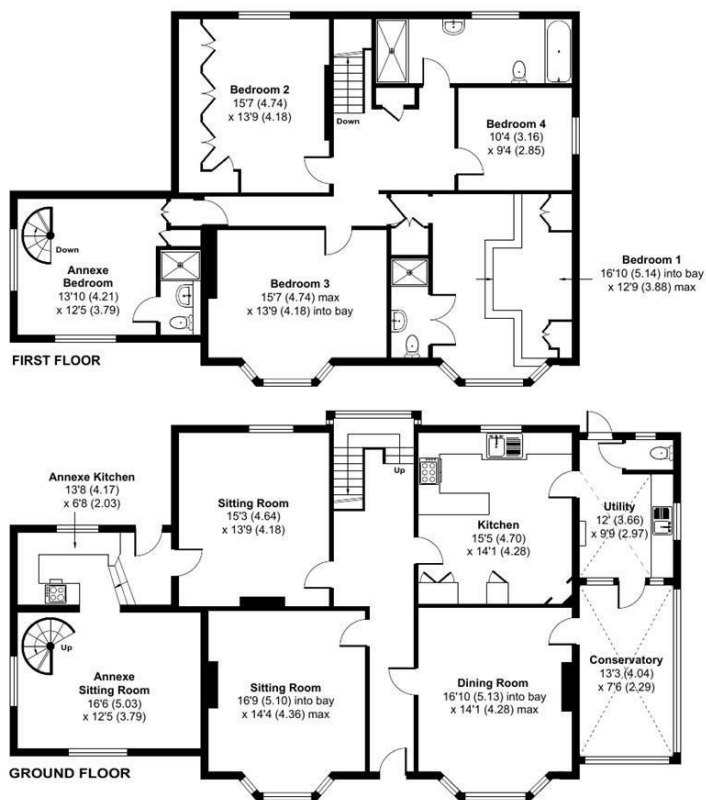 Bedroom 2
15'7 (4.74)
x 13'9 (4.18)
Down
Bedroom 4
10'4 (3.16)
x 9'4 (2.85)
Down
Annexe
Bedroom
13'10 (4.21)
x 12'5 (3.79)
Bedroom 3
15'7 (4.74) max
x 13'9 (4.18) into bay
Bedroom 1
16'10 (5.14) into bay
x 12'9 (3.88) max
FIRST FLOOR
Annexe Kitchen
13'8 (4.17)
x 6'8 (2.03)
Sitting Room
15'3 (4.64)
x 13'9 (4.18)
Up
Kitchen
15'5 (4.70)
x 14'1 (4.28)
Utility
12' (3.66)
x 9'9 (2.97)
Up
Annexe
Sitting Room
16'6 (5.03)
x 12'5 (3.79)
Sitting Room
16'9 (5.10) into bay
x 14'4 (4.36) max
Dining Room
16'10 (5.13) into bay
x 14'1 (4.28) max
Conservatory
13'3 (4.04)
x 7'6 (2.29)
GROUND FLOOR